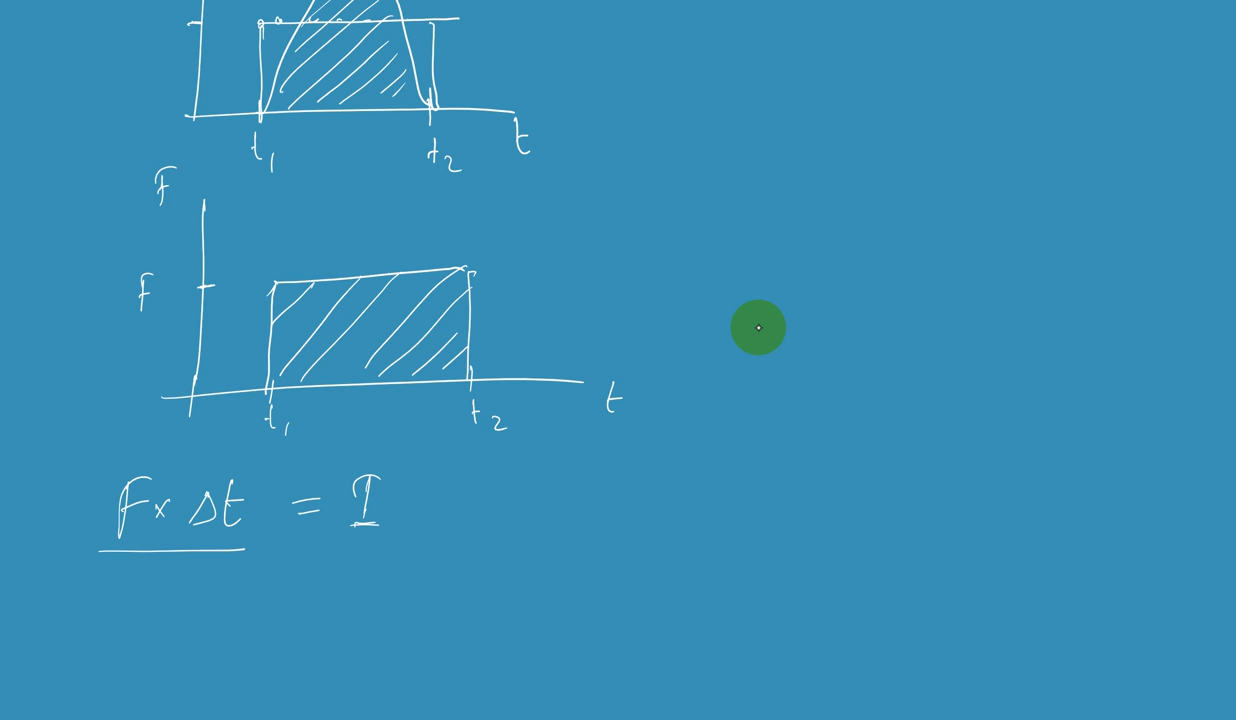 t₁ t₂ t
F
F
t₁ t₂ t
F × Δt = I